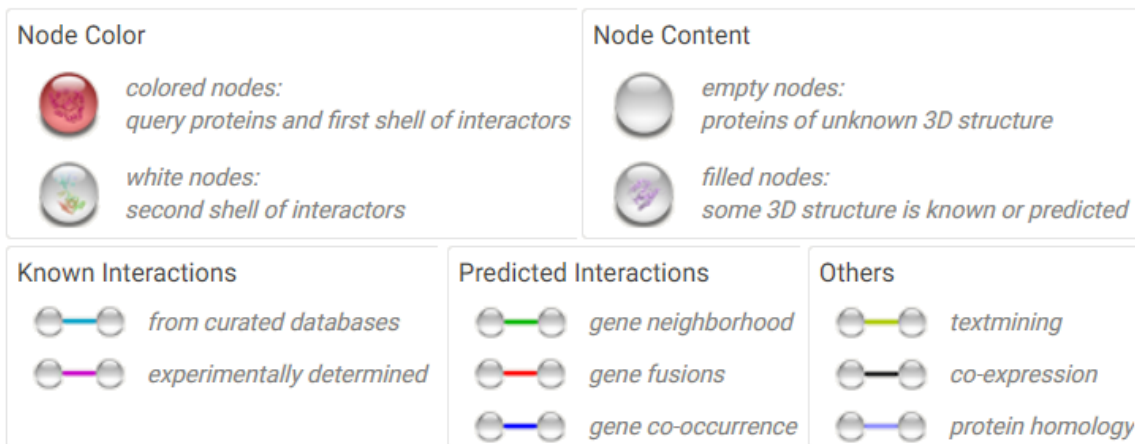 Node Color
colored nodes:
query proteins and first shell of interactors
white nodes:
second shell of interactors
Node Content
empty nodes:
proteins of unknown 3D structure
filled nodes:
some 3D structure is known or predicted
Known Interactions
from curated databases
experimentally determined
Predicted Interactions
gene neighborhood
gene fusions
gene co-occurrence
Others
textmining
co-expression
protein homology